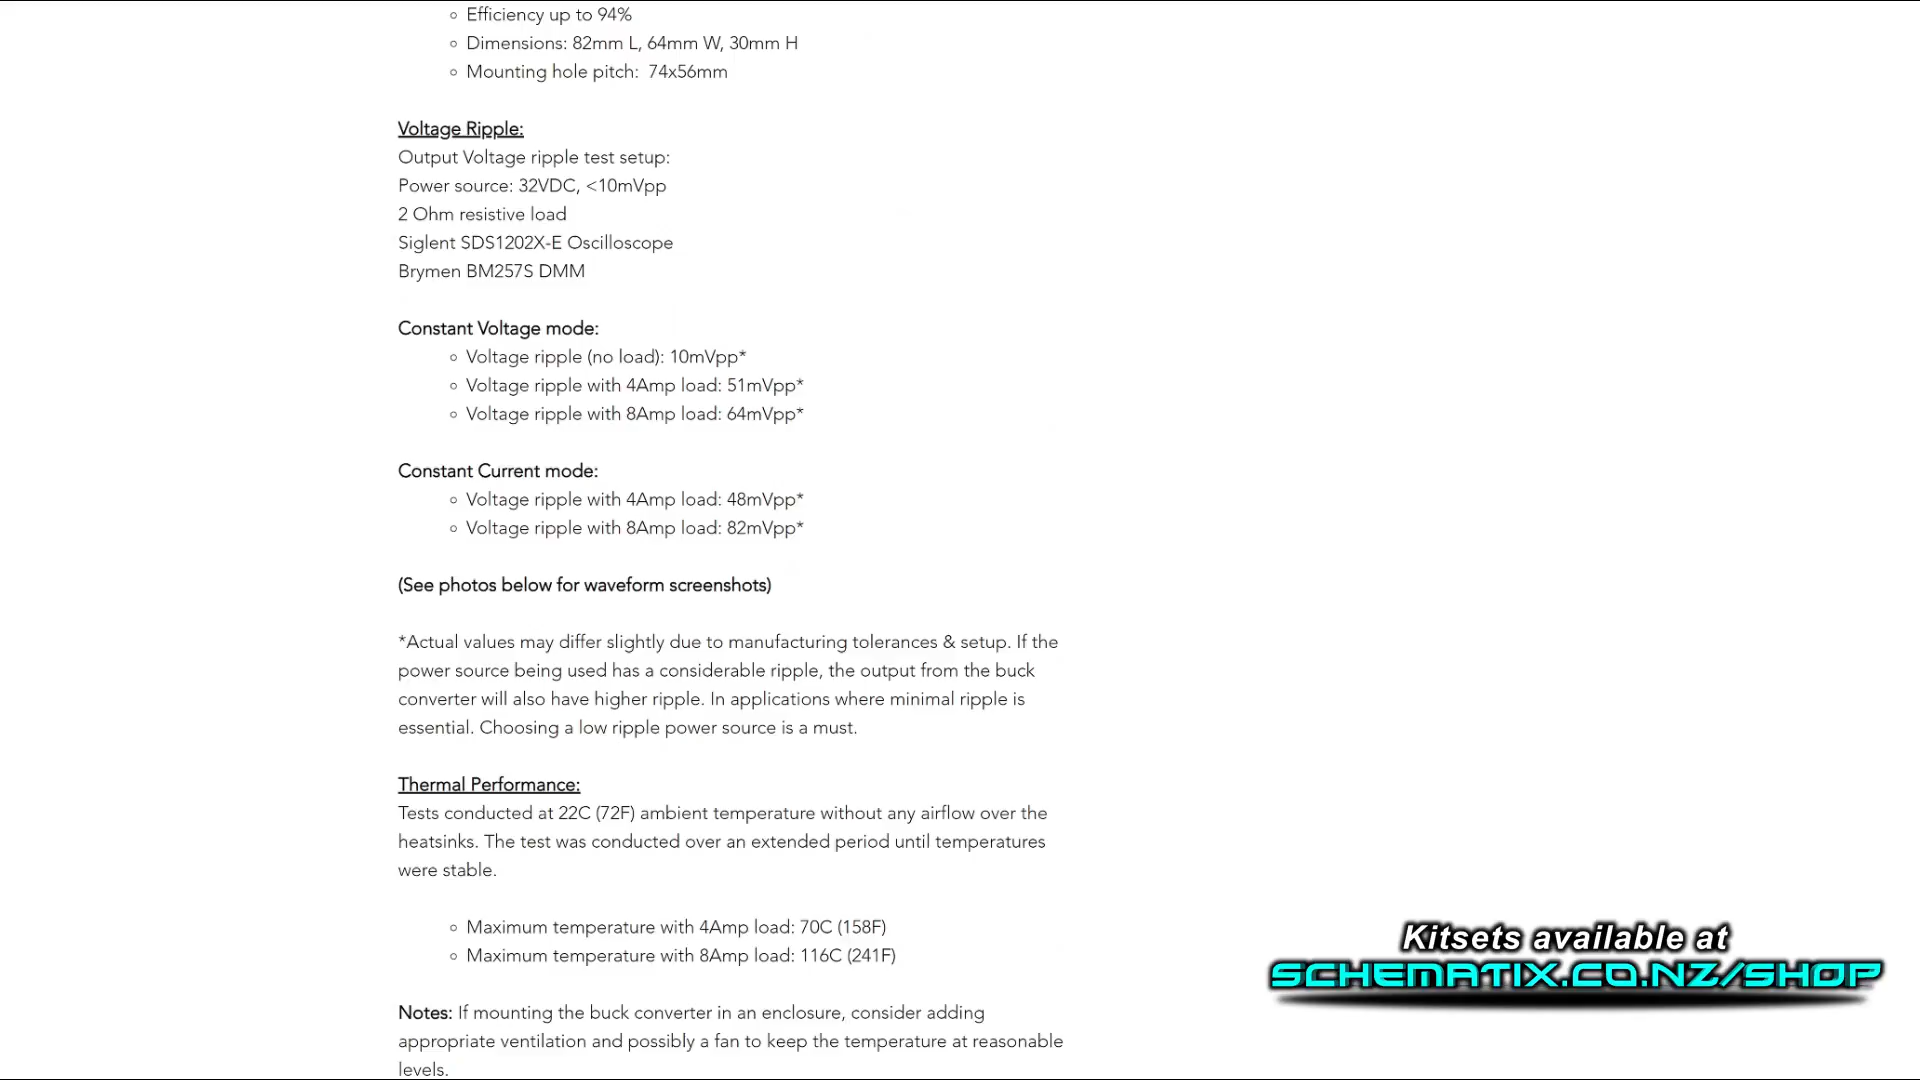 Efficiency up to 94%
Dimensions: 82mm L, 64mm W, 30mm H
Mounting hole pitch: 74x56mm
Voltage Ripple:
Output Voltage ripple test setup:
Power source: 32VDC, <10mVpp
2 Ohm resistive load
Siglent SDS1202X-E Oscilloscope
Brymen BM257S DMM
Constant Voltage mode:
Voltage ripple (no load): 10mVpp*
Voltage ripple with 4Amp load: 51mVpp*
Voltage ripple with 8Amp load: 64mVpp*
Constant Current mode:
Voltage ripple with 4Amp load: 48mVpp*
Voltage ripple with 8Amp load: 82mVpp*
(See photos below for waveform screenshots)
*Actual values may differ slightly due to manufacturing tolerances & setup. If the
power source being used has a considerable ripple, the output from the buck
converter will also have higher ripple. In applications where minimal ripple is
essential. Choosing a low ripple power source is a must.
Thermal Performance:
Tests conducted at 22C (72F) ambient temperature without any airflow over the
heatsinks. The test was conducted over an extended period until temperatures
were stable.
Maximum temperature with 4Amp load: 70C (158F)
Maximum temperature with 8Amp load: 116C (241F)
Notes: If mounting the buck converter in an enclosure, consider adding
appropriate ventilation and possibly a fan to keep the temperature at reasonable
levels.
Kitsets available at
SCHEMATIX.CO.NZ/SHOP